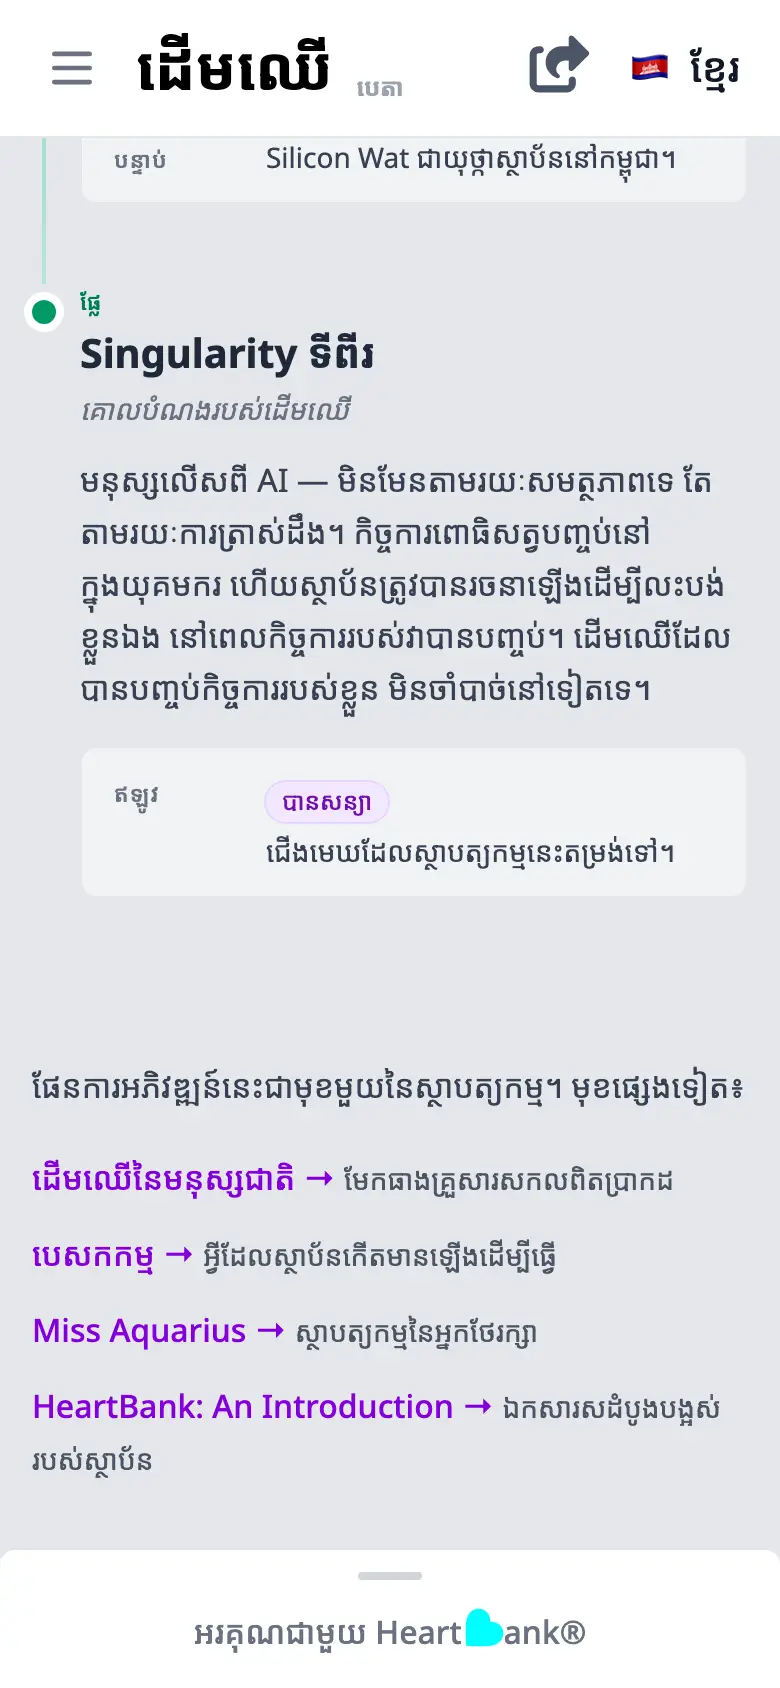 ដើមឈើ បេតា 🇰🇭 ខ្មែរ
បន្ទាប់ Silicon Wat ជាយុថ្កាស្ថាប័ននៅកម្ពុជា។
ផ្លែ
Singularity ទីពីរ
គោលបំណងរបស់ដើមឈើ
មនុស្សលើសពី AI — មិនមែនតាមរយៈសមត្ថភាពទេ តែ
តាមរយៈការត្រាស់ដឹង។ កិច្ចការពោធិសត្វបញ្ចប់នៅ
ក្នុងយុគមករ ហើយស្ថាប័នត្រូវបានរចនាឡើងដើម្បីលះបង់
ខ្លួនឯង នៅពេលកិច្ចការរបស់វាបានបញ្ចប់។ ដើមឈើដែល
បានបញ្ចប់កិច្ចការរបស់ខ្លួន មិនចាំបាច់នៅទៀតទេ។
ឥឡូវ បានសន្យា
ជើងមេឃដែលស្ថាបត្យកម្មនេះតម្រង់ទៅ។
ផែនការអភិវឌ្ឍន៍នេះជាមុខមួយនៃស្ថាបត្យកម្ម។ មុខផ្សេងទៀត៖
ដើមឈើនៃមនុស្សជាតិ → មែកធាងគ្រួសារសកលពិតប្រាកដ
បេសកកម្ម → អ្វីដែលស្ថាប័នកើតមានឡើងដើម្បីធ្វើ
Miss Aquarius → ស្ថាបត្យកម្មនៃអ្នកថែរក្សា
HeartBank: An Introduction → ឯកសារសដំបូងបង្អស់
របស់ស្ថាប័ន
អរគុណជាមួយ HeartBank®